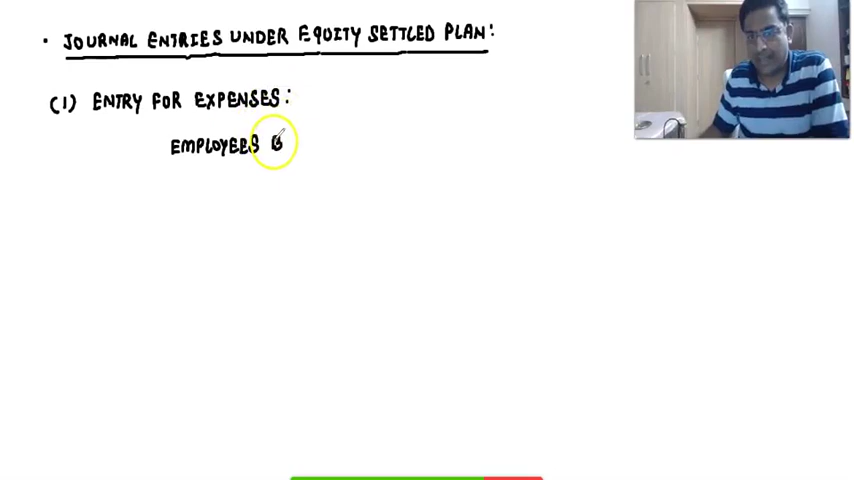 · JOURNAL ENTRIES UNDER EQUITY SETTLED PLAN:
(1) ENTRY FOR EXPENSES:
EMPLOYEES